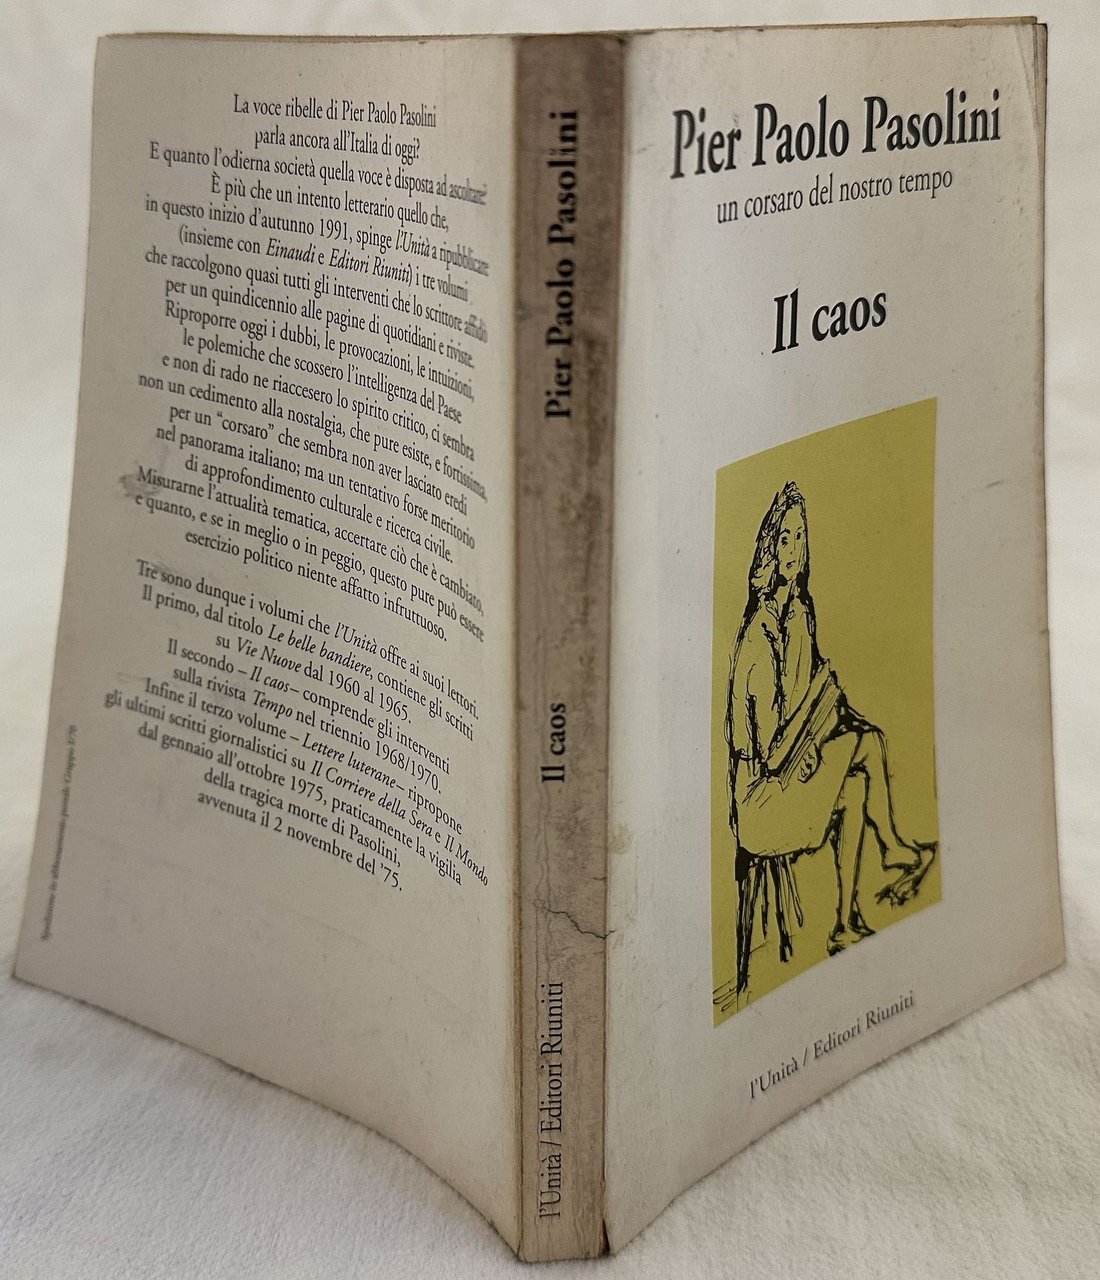 La voce ribelle di Pier Paolo Pasolini
parla ancora all'Italia di oggi?
E quanto l'odierna società quella voce è disposta ad ascoltare?
È più che un intento letterario quello che,
in questo inizio d'autunno 1991, spinge l'Unità a ripubblicare
(insieme con Einaudi e Editori Riuniti) i tre volumi
che raccolgono quasi tutti gli interventi che lo scrittore affidò
per un quindicennio alle pagine di quotidiani e riviste.
Riproporre oggi i dubbi, le provocazioni, le intuizioni,
le polemiche che scossero l'intelligenza del Paese
e non di rado ne riaccesero lo spirito critico, ci sembra
non un cedimento alla nostalgia, che pure esiste, e fortissima,
per un “corsaro” che sembra non aver lasciato eredi
nel panorama italiano; ma un tentativo forse meritorio
di approfondimento culturale e ricerca civile.
Misurarne l'attualità tematica, accertare ciò che è cambiato,
e quanto, e se in meglio o in peggio, questo pure può essere
esercizio politico niente affatto infruttuoso.
Tre sono dunque i volumi che l'Unità offre ai suoi lettori.
Il primo, dal titolo Le belle bandiere, contiene gli scritti
su Vie Nuove dal 1960 al 1965.
Il secondo – Il caos – comprende gli interventi
sulla rivista Tempo nel triennio 1968/1970.
Infine il terzo volume – Lettere luterane – ripropone
gli ultimi scritti giornalistici su Il Corriere della Sera e Il Mondo
dal gennaio all'ottobre 1975, praticamente la vigilia
della tragica morte di Pasolini,
avvenuta il 2 novembre del '75.
Spedizione in abbonamento postale Gruppo I/70
Pier Paolo Pasolini
Il caos
l'Unità / Editori Riuniti
Pier Paolo Pasolini
un corsaro del nostro tempo
Il caos
l'Unità / Editori Riuniti